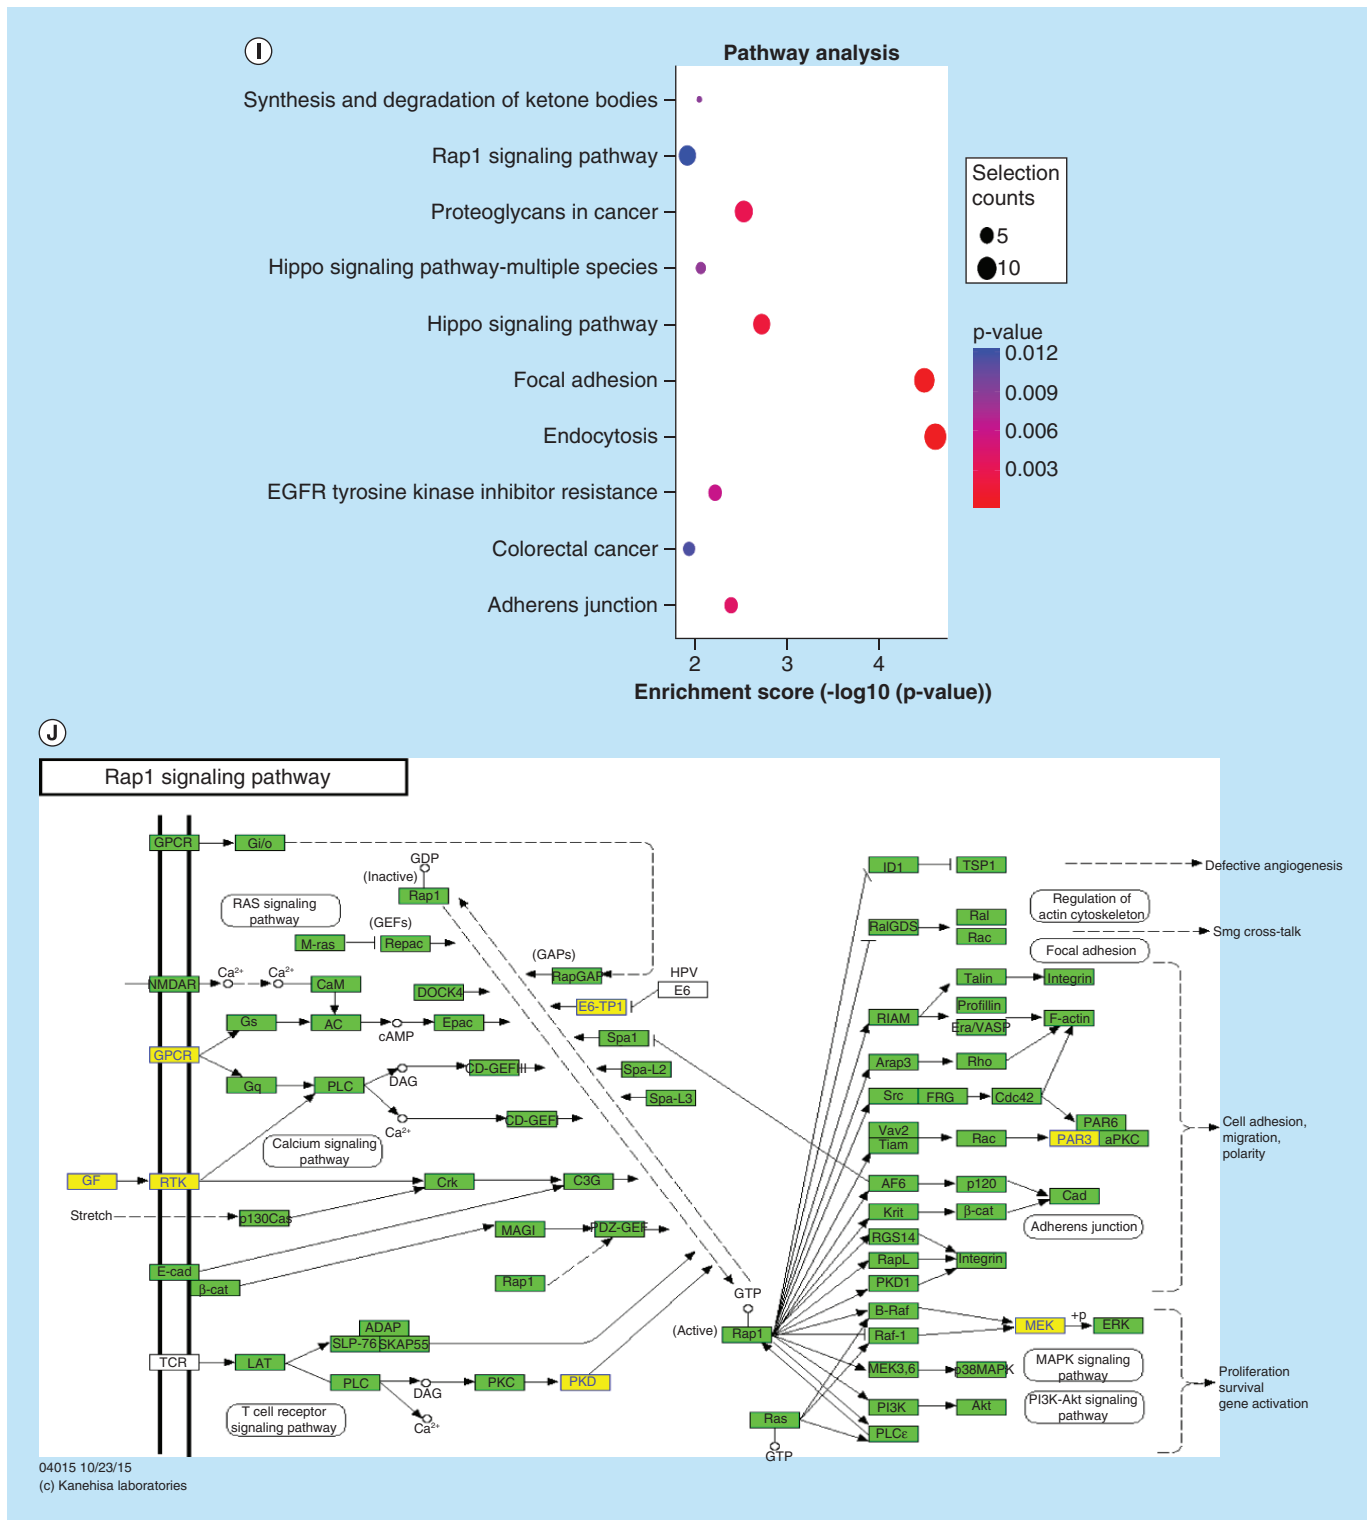 I
Pathway analysis
Synthesis and degradation of ketone bodies
Rap1 signaling pathway
Proteoglycans in cancer
Hippo signaling pathway-multiple species
Hippo signaling pathway
Focal adhesion
Endocytosis
EGFR tyrosine kinase inhibitor resistance
Colorectal cancer
Adherens junction
2 3 4
Enrichment score (-log10 (p-value))
Selection
counts
5
10
p-value
0.012
0.009
0.006
0.003
J
Rap1 signaling pathway
GPCR
Gi/o
GDP
(Inactive)
Rap1
RAS signaling
pathway
(GEFs)
M-ras
Repac
(GAPs)
RapGAP
HPV
E6
E6-TP1
NMDAR
Ca²⁺
Ca²⁺
CaM
DOCK4
Gs
AC
cAMP
Epac
Spa1
GPCR
Gq
PLC
DAG
CD-GEFIII
Spa-L2
Spa-L3
Ca²⁺
CD-GEFI
Calcium signaling
pathway
GF
RTK
Crk
C3G
Stretch
p130Cas
MAGI
PDZ-GEF
E-cad
β-cat
Rap1
GTP
(Active)
Rap1
ADAP
SLP-76
SKAP55
TCR
LAT
PLC
DAG
PKC
PKD
Ca²⁺
T cell receptor
signaling pathway
Ras
GTP
ID1
TSP1
Defective angiogenesis
RalGDS
Ral
Rac
Regulation of
actin cytoskeleton
Smg cross-talk
Focal adhesion
Talin
Integrin
RIAM
Profillin
Era/VASP
F-actin
Arap3
Rho
Src
FRG
Cdc42
Vav2
Tiam
Rac
PAR6
PAR3
aPKC
Cell adhesion,
migration,
polarity
AF6
p120
Cad
Krit
β-cat
Adherens junction
RGS14
RapL
Integrin
PKD1
B-Raf
Raf-1
MEK
+p
ERK
MEK3,6
p38MAPK
MAPK signaling
pathway
PI3K
Akt
PI3K-Akt signaling
pathway
PLCε
Proliferation
survival
gene activation
04015 10/23/15
(c) Kanehisa laboratories